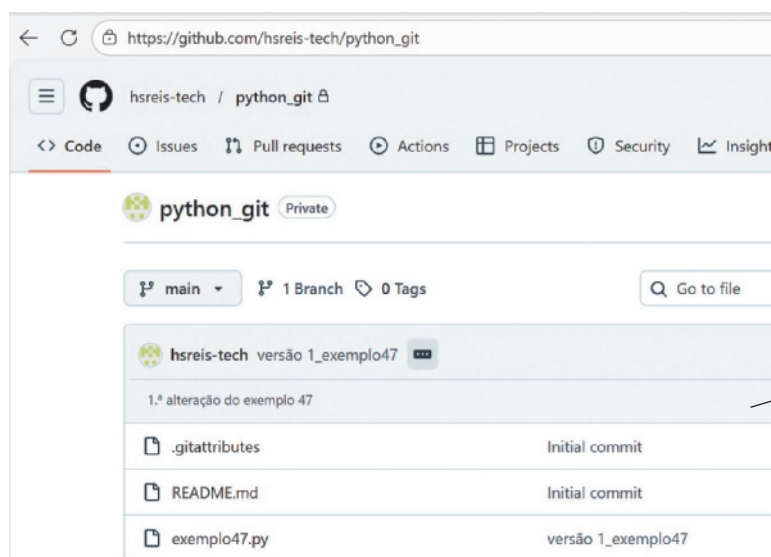 https://github.com/hsreis-tech/python_git
hsreis-tech / python_git
<> Code Issues Pull requests Actions Projects Security Insight
python_git Private
main 1 Branch 0 Tags Go to file
hsreis-tech versão 1_exemplo47
1.ª alteração do exemplo 47
.gitattributes Initial commit
README.md Initial commit
exemplo47.py versão 1_exemplo47